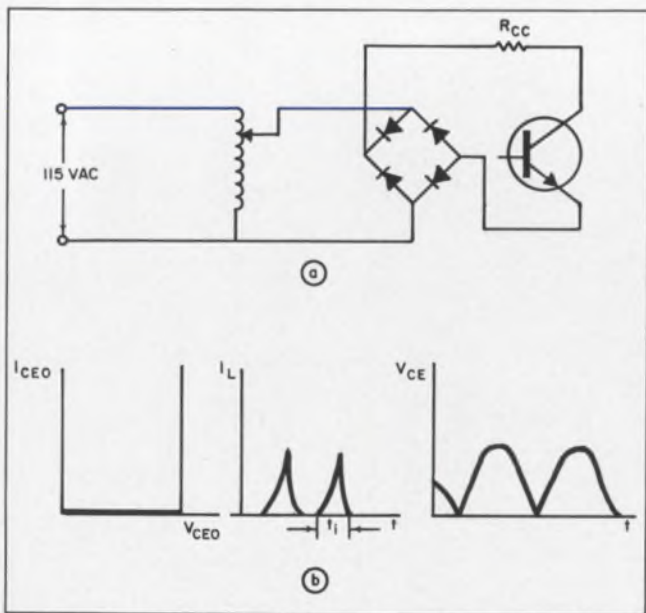 R_CC
115 VAC
a
I_CEO
V_CEO
I_L
t_i
t
V_CE
t
b